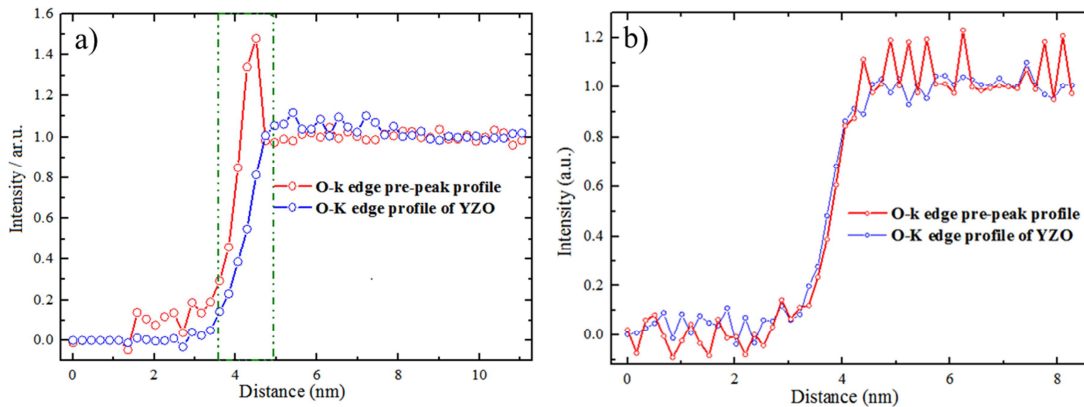 a)
1.6
1.4
1.2
1.0
0.8
0.6
0.4
0.2
0.0
Intensity / ar.u.
O-k edge pre-peak profile
O-K edge profile of YZO
0
2
4
6
8
10
Distance (nm)
b)
1.2
1.0
0.8
0.6
0.4
0.2
0.0
Intensity (a.u.)
O-k edge pre-peak profile
O-K edge profile of YZO
0
2
4
6
8
Distance (nm)